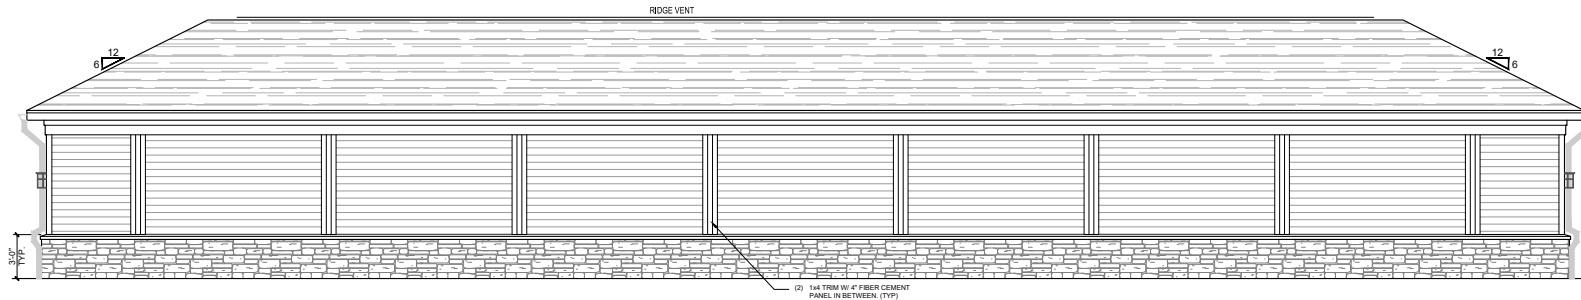 RIDGE VENT
12
6
12
6
3'-0"
TYP.
(2) 1x4 TRIM W/ 4" FIBER CEMENT
PANEL IN BETWEEN. (TYP)